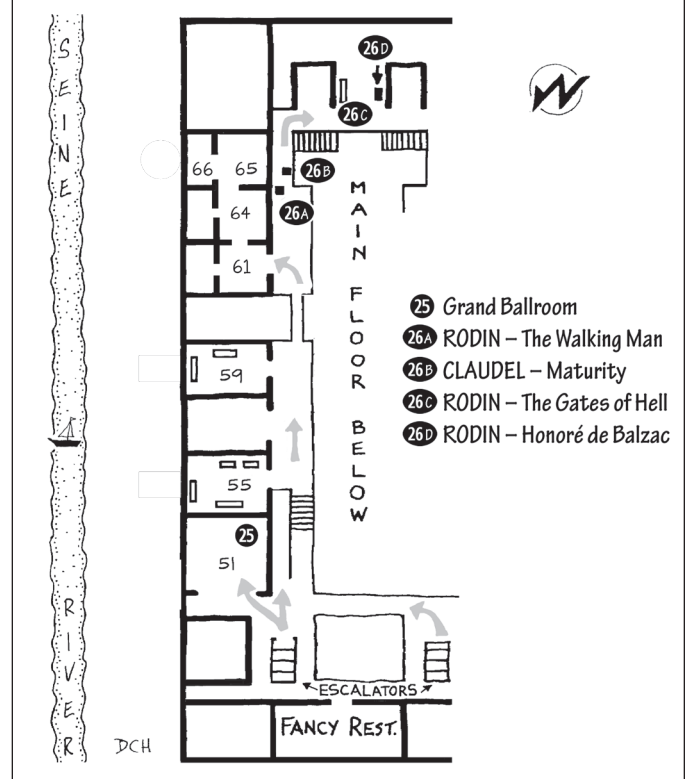 SEINE RIVER
26D
26C
66
65
26B
64
26A
61
MAIN FLOOR BELOW
25 Grand Ballroom
26A RODIN – The Walking Man
26B CLAUDEL – Maturity
26C RODIN – The Gates of Hell
26D RODIN – Honoré de Balzac
59
55
25
51
ESCALATORS
FANCY REST.
DCH
N